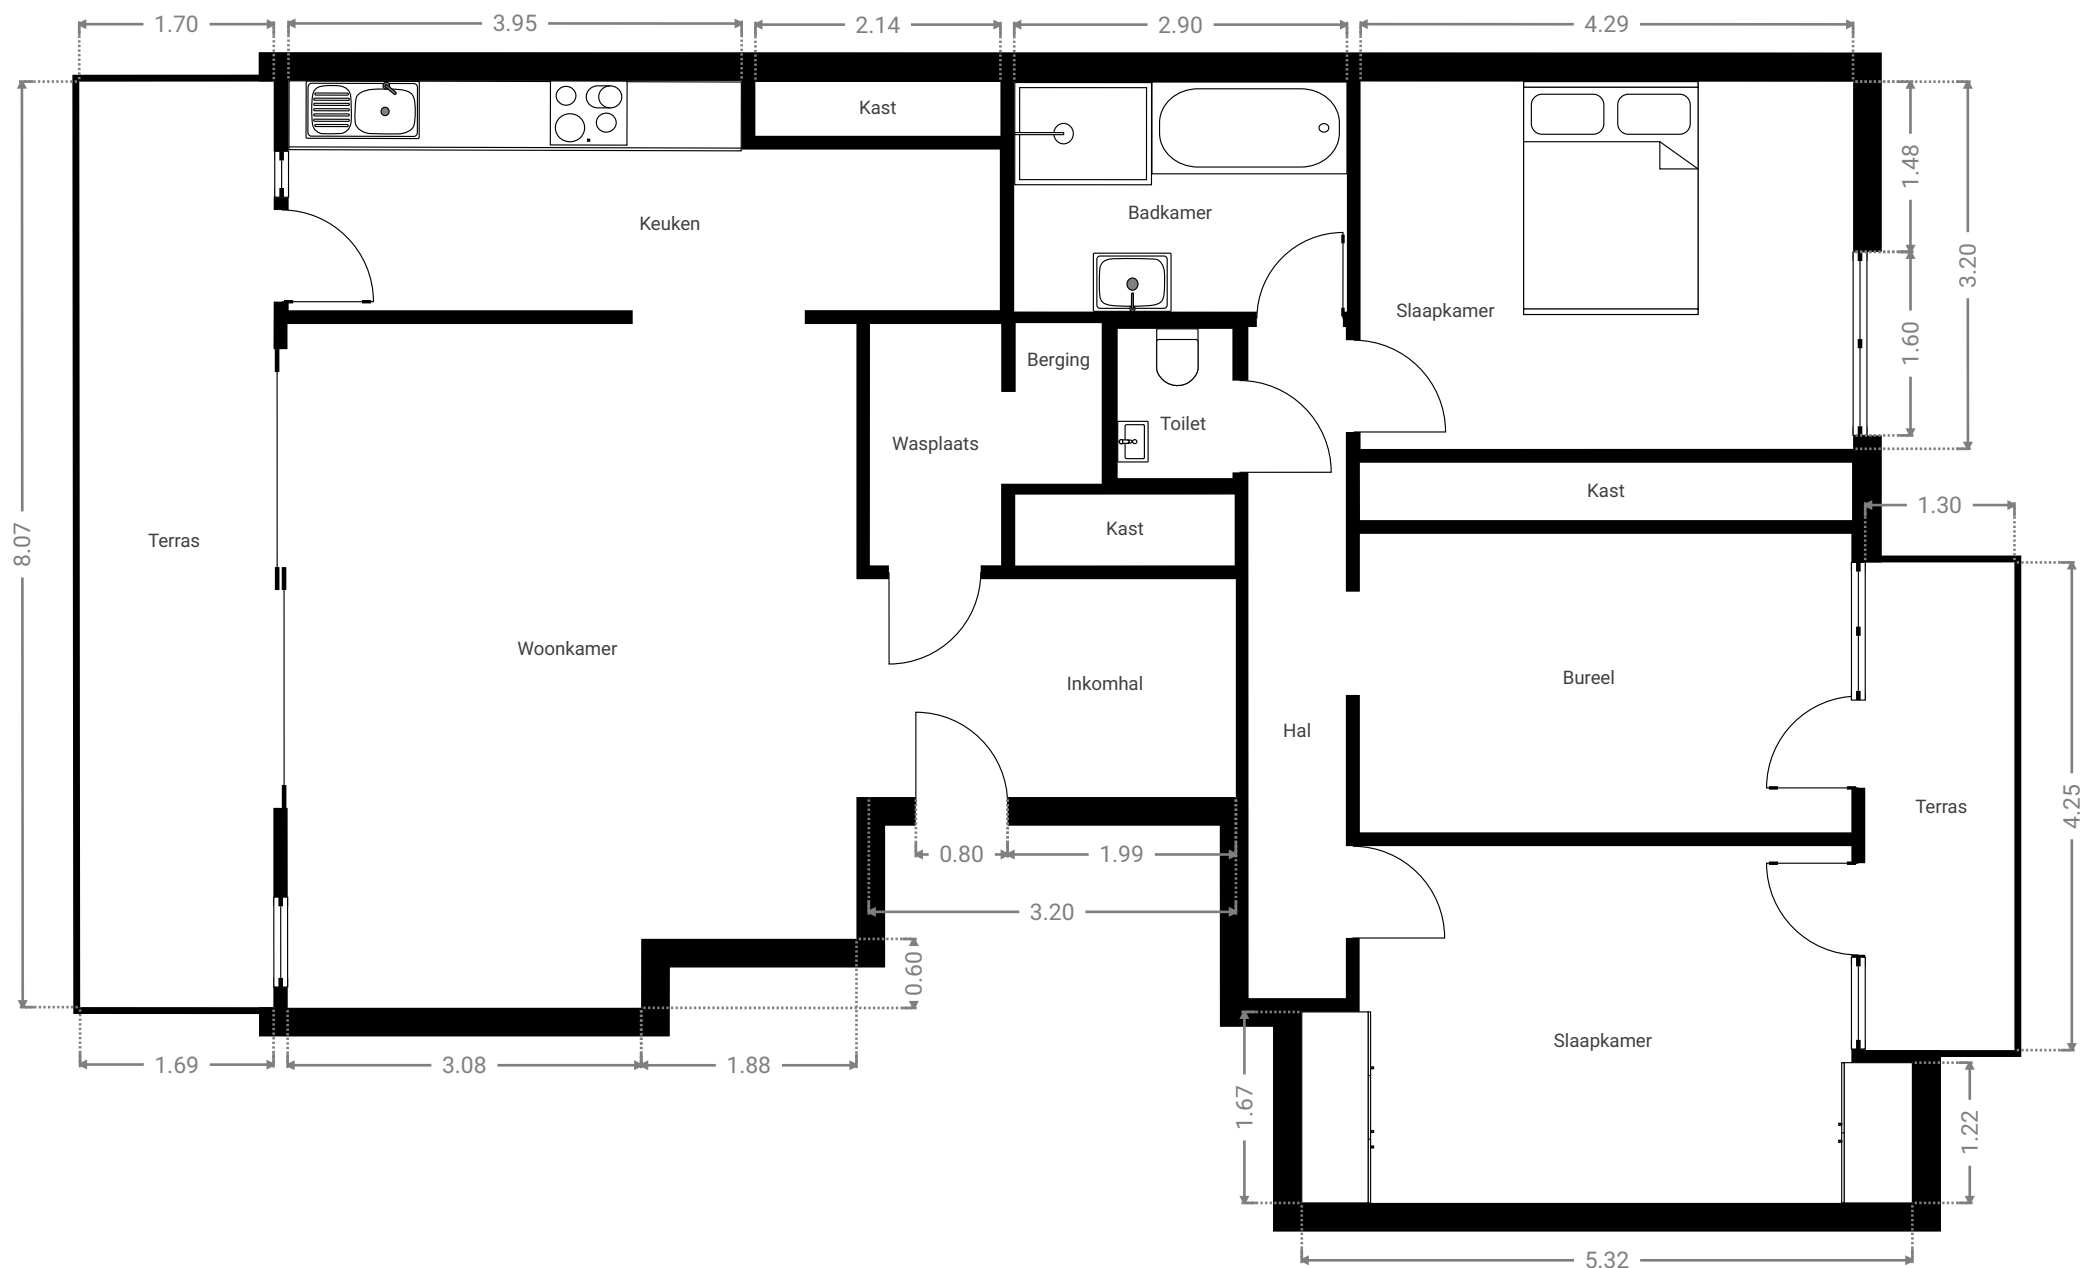 1.70
3.95
2.14
2.90
4.29
Kast
1.48
3.20
Badkamer
Keuken
Slaapkamer
1.60
Berging
Toilet
Wasplaats
Kast
1.30
Kast
8.07
Terras
Woonkamer
Inkomhal
Bureel
Hal
4.25
Terras
0.80
1.99
3.20
0.60
Slaapkamer
1.69
3.08
1.88
1.67
1.22
5.32